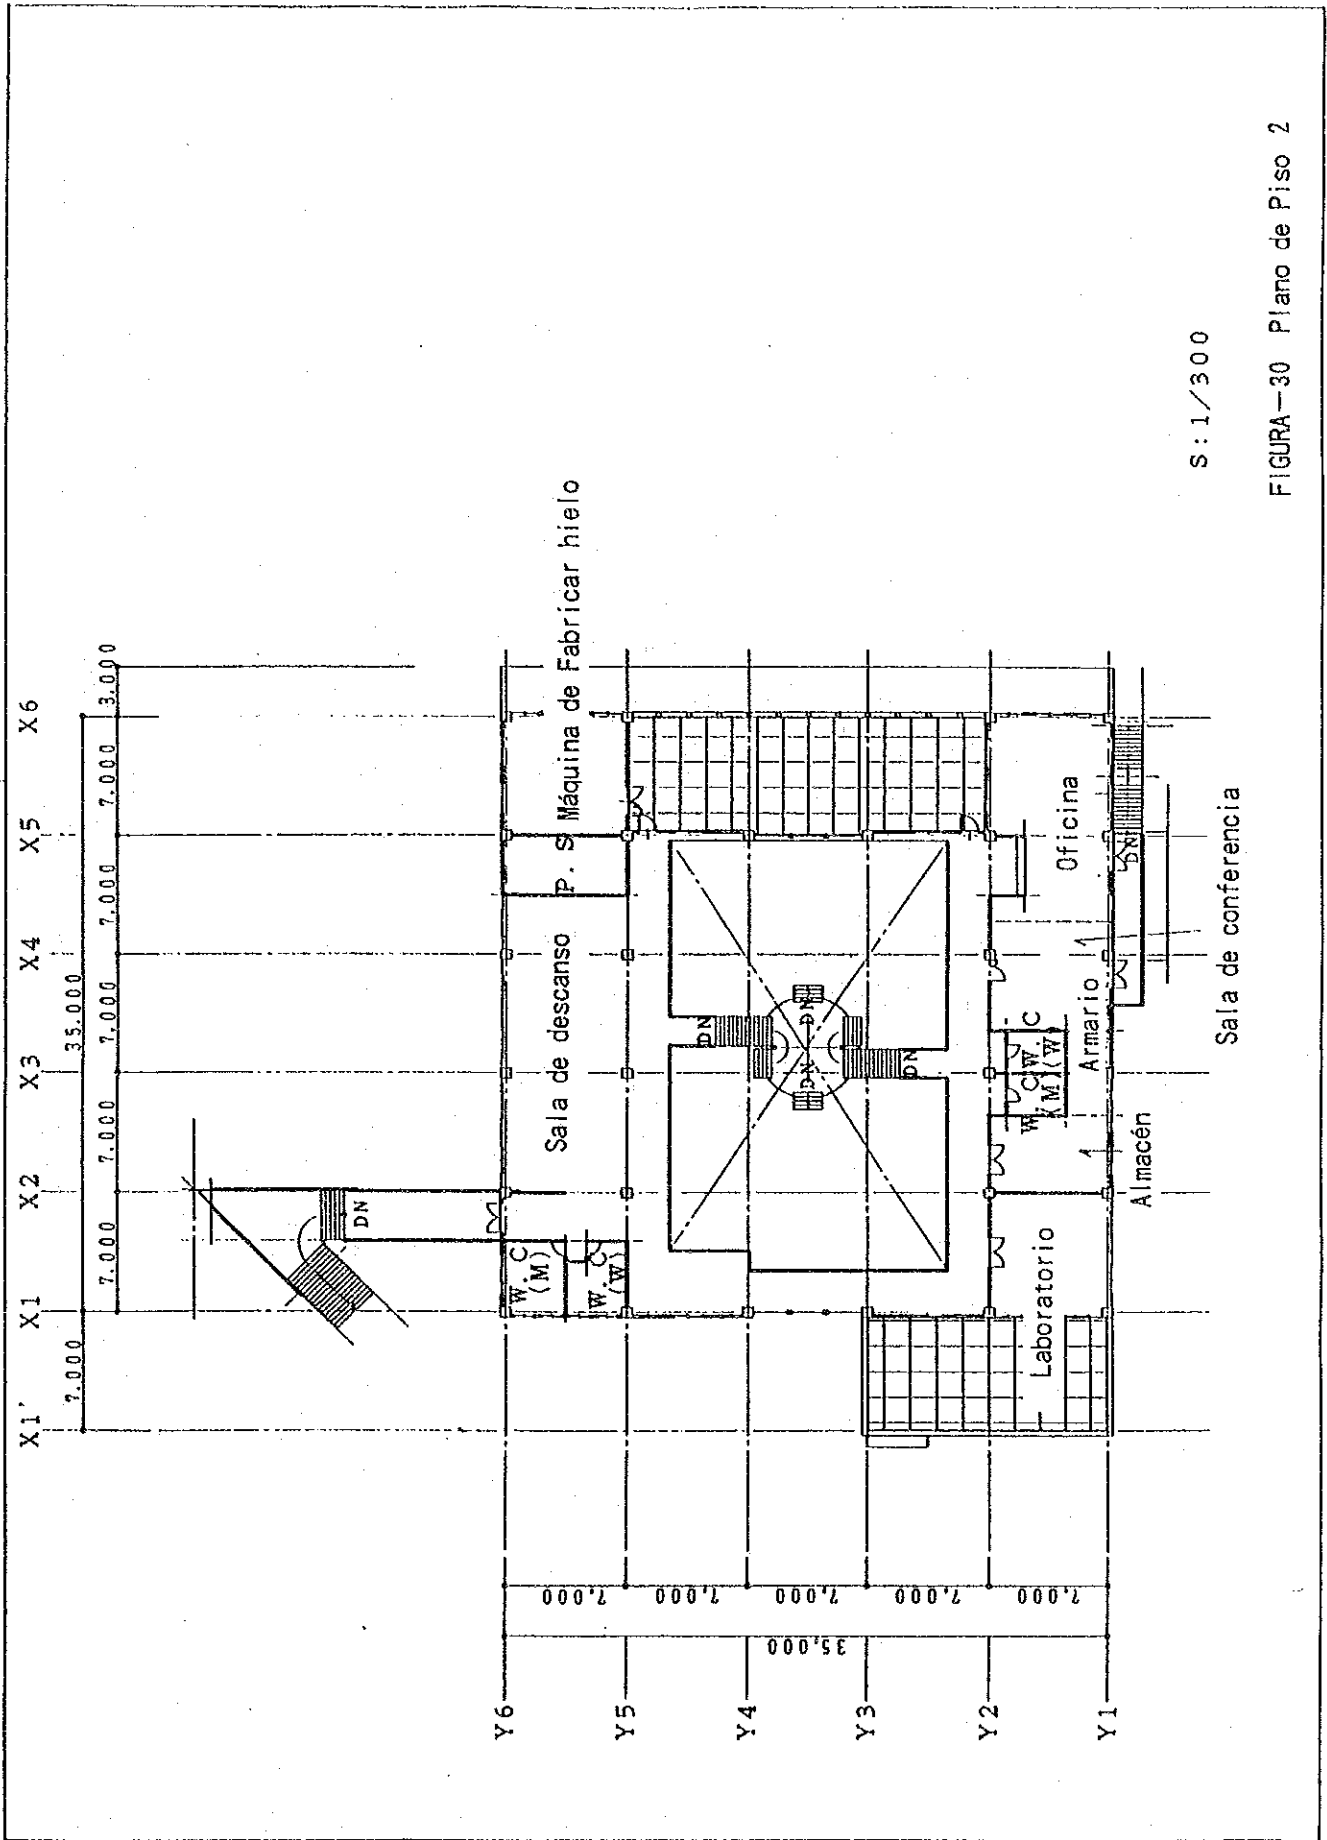 X1' X1 X2 X3 X4 X5 X6
35.000
7.000 7.000 7.000 7.000 7,000 7.000 3.000
Y6
Y5
Y4
Y3
Y2
Y1
7,000
7,000
7,000
7,000
7,000
35,000
DN
W.C
(M)
W.C
(W)
Sala de descanso
P.S
Máquina de Fabricar hielo
DN
DN
DN
DN
W.C
(M)
W.C
(W)
Laboratorio
Almacén
Armario
Oficina
DN
Sala de conferencia
S:1/300
FIGURA-30 Plano de Piso 2